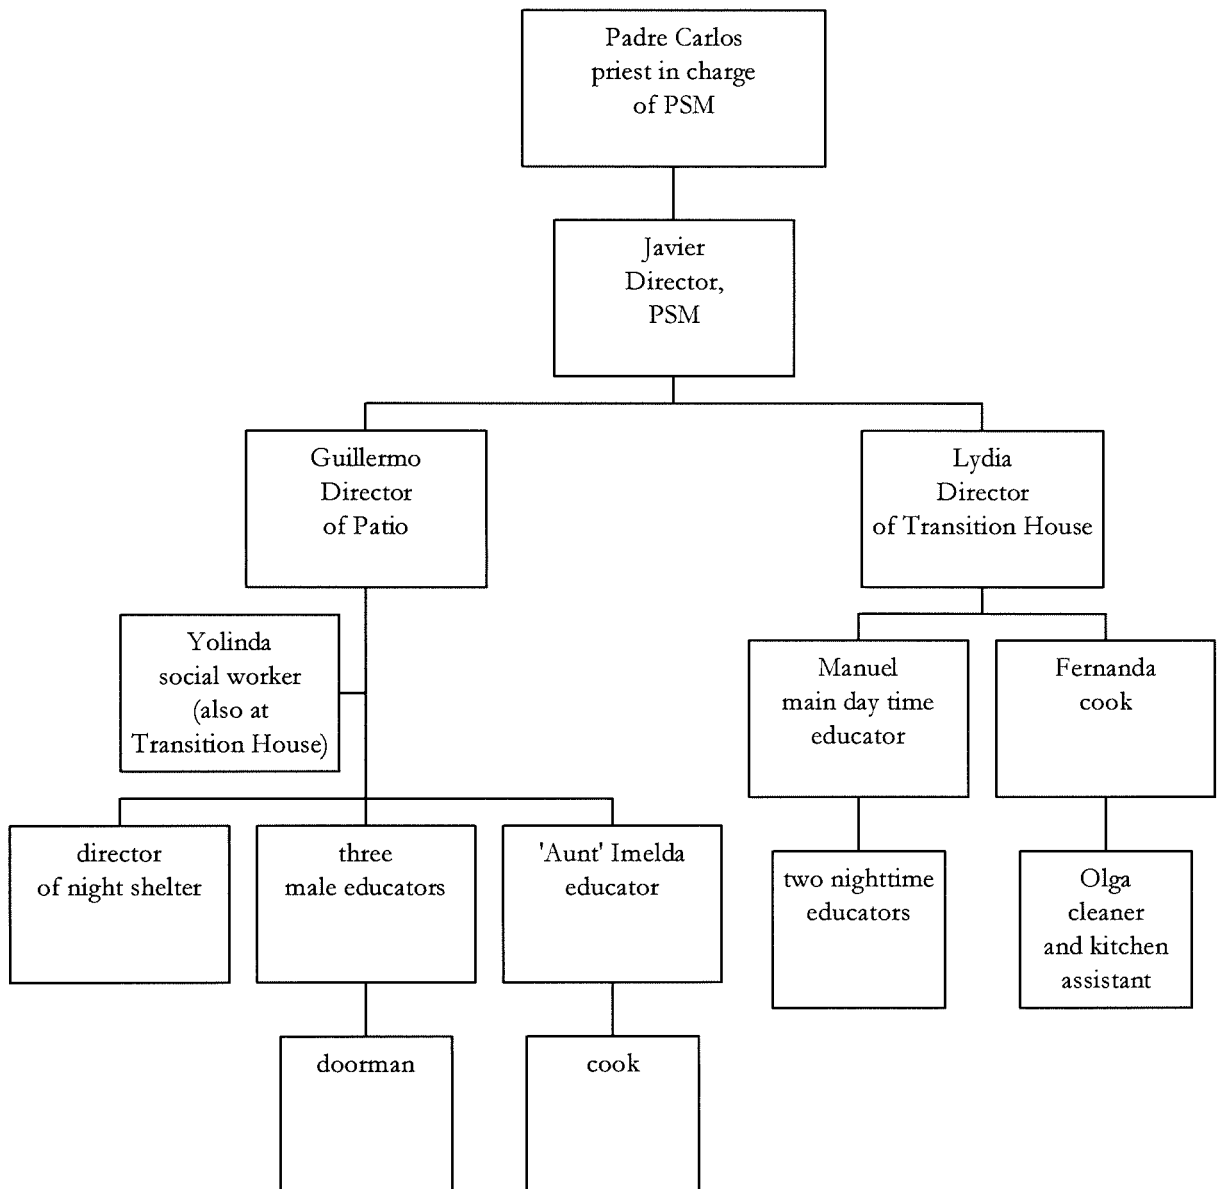 Padre Carlos
priest in charge
of PSM
Javier
Director,
PSM
Guillermo
Director
of Patio
Lydia
Director
of Transition House
Yolinda
social worker
(also at
Transition House)
Manuel
main day time
educator
Fernanda
cook
director
of night shelter
three
male educators
'Aunt' Imelda
educator
two nighttime
educators
Olga
cleaner
and kitchen
assistant
doorman
cook